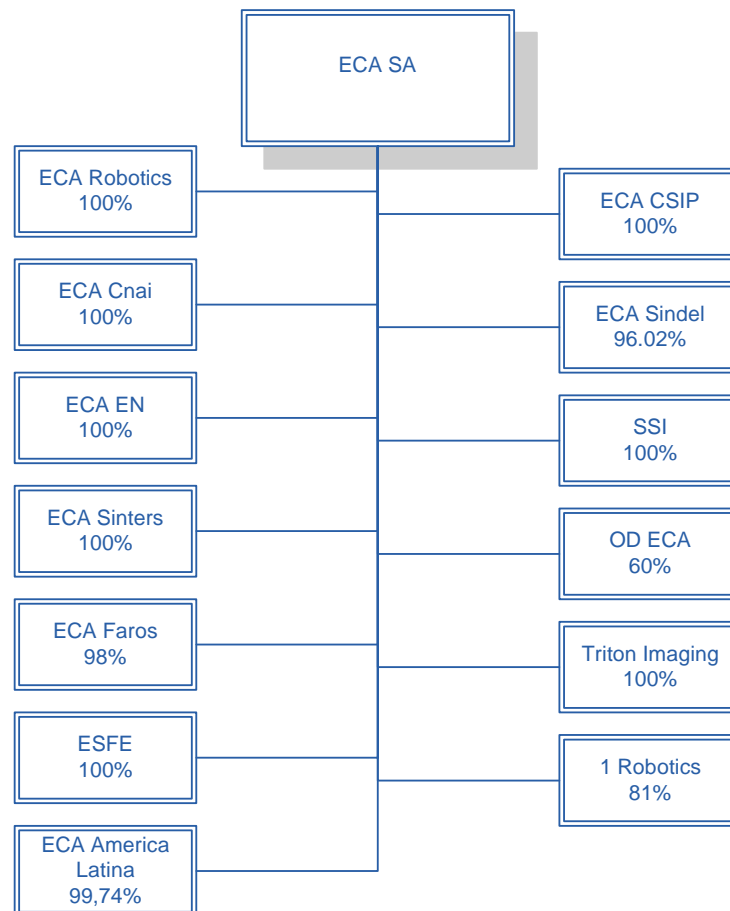 ECA SA
ECA Robotics
100%
ECA Cnai
100%
ECA EN
100%
ECA Sinters
100%
ECA Faros
98%
ESFE
100%
ECA America
Latina
99,74%
ECA CSIP
100%
ECA Sindel
96.02%
SSI
100%
OD ECA
60%
Triton Imaging
100%
1 Robotics
81%